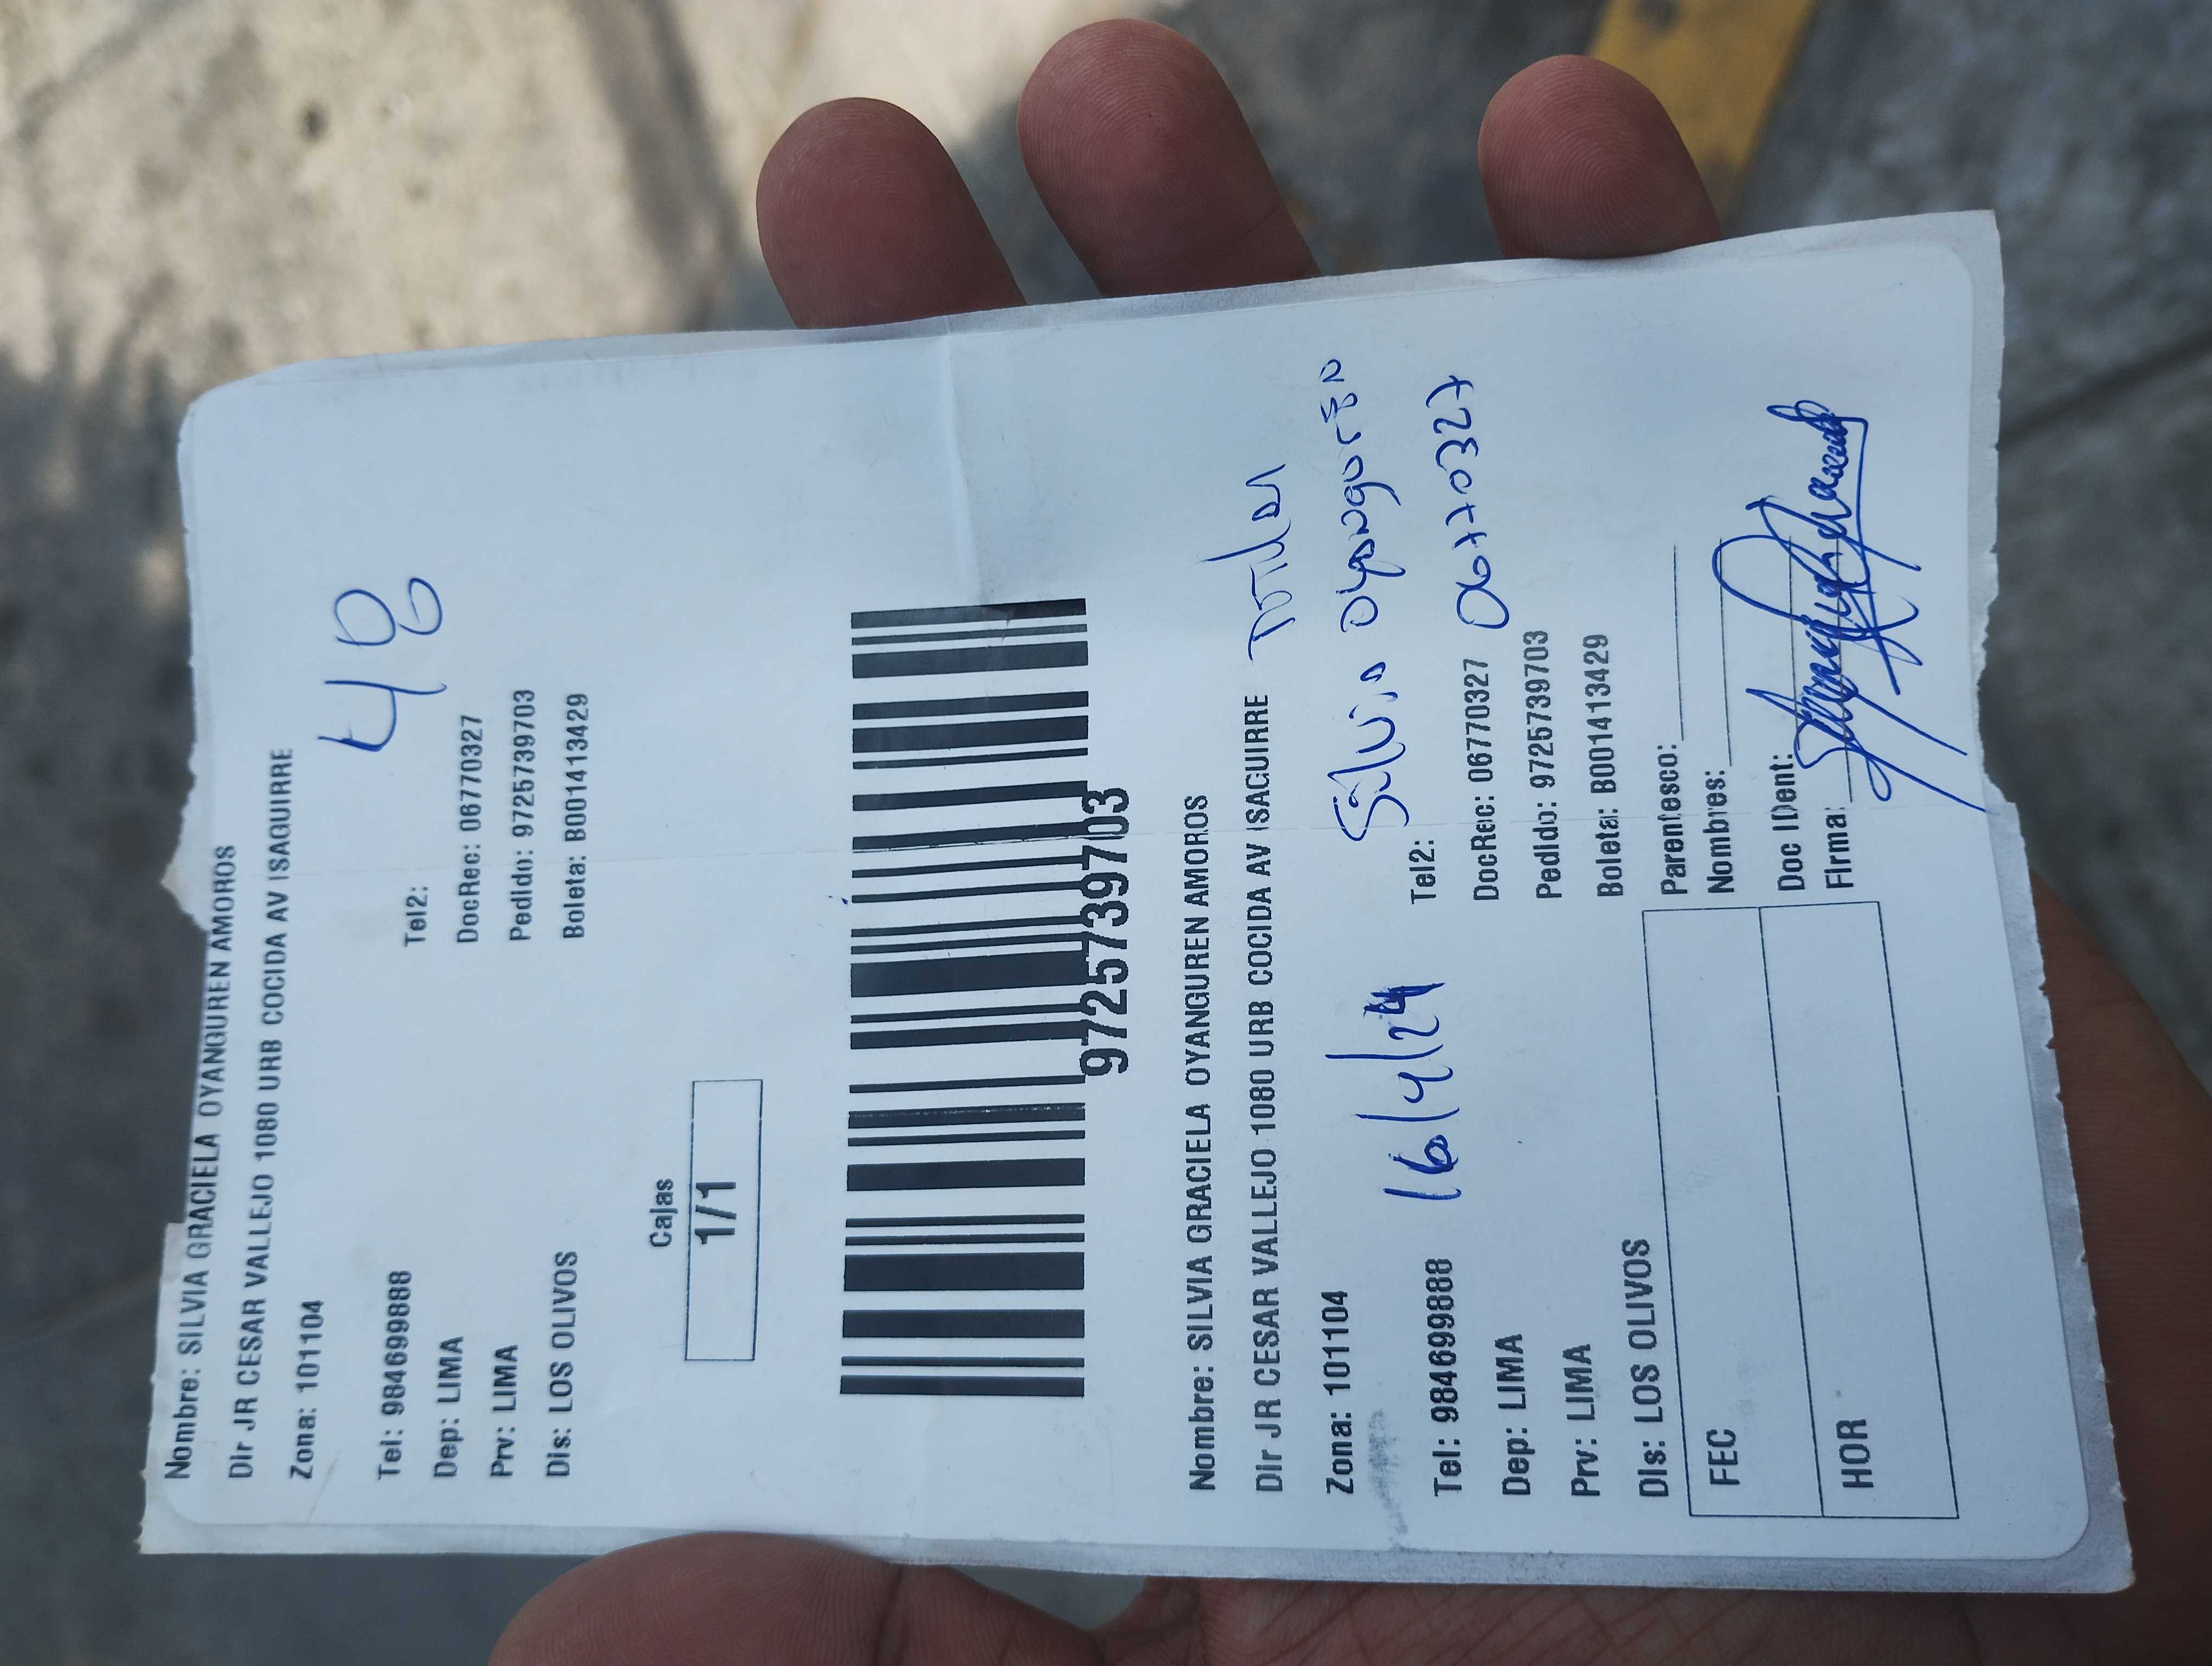 Nombre: SILVIA GRACIELA OYANGUREN AMOROS
Dir JR CESAR VALLEJO 1080 URB COCIDA AV ISAGUIRRE
Zona: 101104
48
Tel: 984699888 Tel2:
Dep: LIMA DocRec: 06770327
Prv: LIMA Pedido: 9725739703
Dis: LOS OLIVOS Boleta: B001413429
Cajas
1/1
9725739703
Nombre: SILVIA GRACIELA OYANGUREN AMOROS
Dir JR CESAR VALLEJO 1080 URB COCIDA AV ISAGUIRRE
Zona: 101104 16/4/24 Silvia Oyanguren
Tel: 984699888 Tel2:
Dep: LIMA DocRec: 06770327 06770327
Prv: LIMA Pedido: 9725739703
Dis: LOS OLIVOS Boleta: B001413429
FEC Parentesco:
Nombres:
HOR Doc IDent:
Firma: